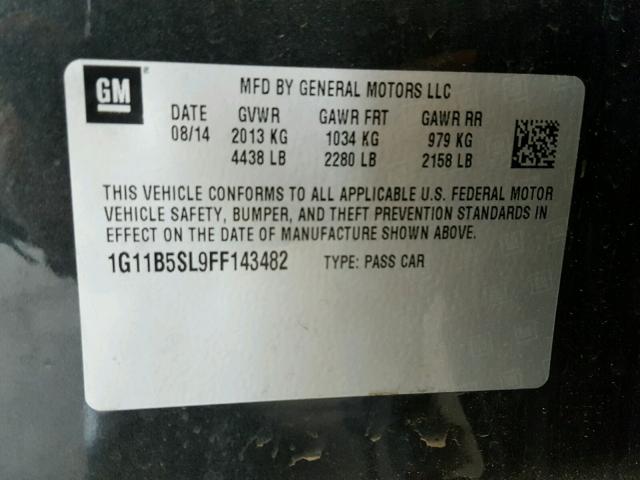 GM
MFD BY GENERAL MOTORS LLC
DATE GVWR GAWR FRT GAWR RR
08/14 2013 KG 1034 KG 979 KG
4438 LB 2280 LB 2158 LB
THIS VEHICLE CONFORMS TO ALL APPLICABLE U.S. FEDERAL MOTOR
VEHICLE SAFETY, BUMPER, AND THEFT PREVENTION STANDARDS IN
EFFECT ON THE DATE OF MANUFACTURE SHOWN ABOVE.
1G11B5SL9FF143482 TYPE: PASS CAR